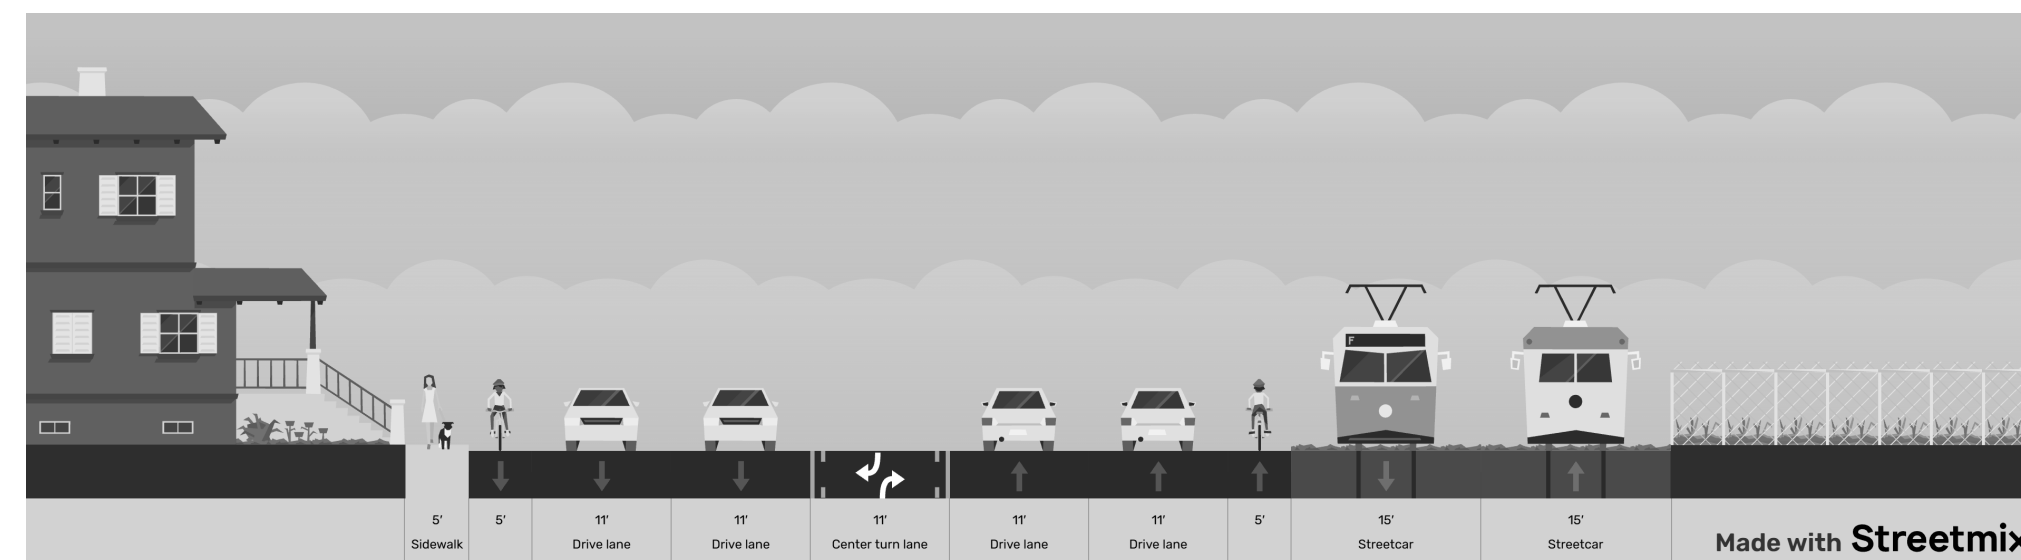 F
5′ 5′ 11′ 11′ 11′ 11′ 11′ 5′ 15′ 15′
Sidewalk Drive lane Drive lane Center turn lane Drive lane Drive lane Streetcar Streetcar
Made with Streetmix